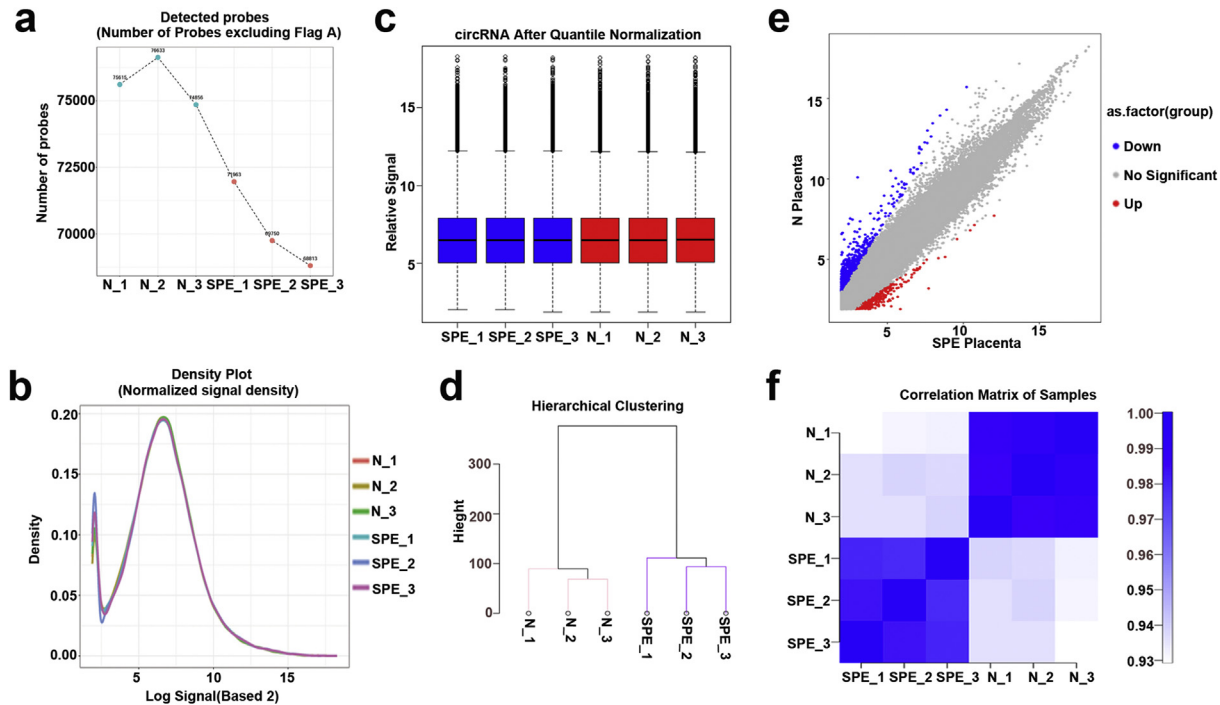 a
Detected probes
(Number of Probes excluding Flag A)
Number of probes
75000
72500
70000
76633
74856
71963
69750
68813
N_1
N_2
N_3
SPE_1
SPE_2
SPE_3
b
Density Plot
(Normalized signal density)
Density
0.20
0.15
0.10
0.05
0.00
5
10
15
Log Signal(Based 2)
N_1
N_2
N_3
SPE_1
SPE_2
SPE_3
c
circRNA After Quantile Normalization
Relative Signal
15
10
5
SPE_1
SPE_2
SPE_3
N_1
N_2
N_3
d
Hierarchical Clustering
Hieght
300
200
100
0
N_1
N_2
N_3
SPE_1
SPE_2
SPE_3
e
N Placenta
15
10
5
5
10
15
SPE Placenta
as.factor(group)
Down
No Significant
Up
f
Correlation Matrix of Samples
N_1
N_2
N_3
SPE_1
SPE_2
SPE_3
SPE_1
SPE_2
SPE_3
N_1
N_2
N_3
1.00
0.99
0.98
0.97
0.96
0.95
0.94
0.93